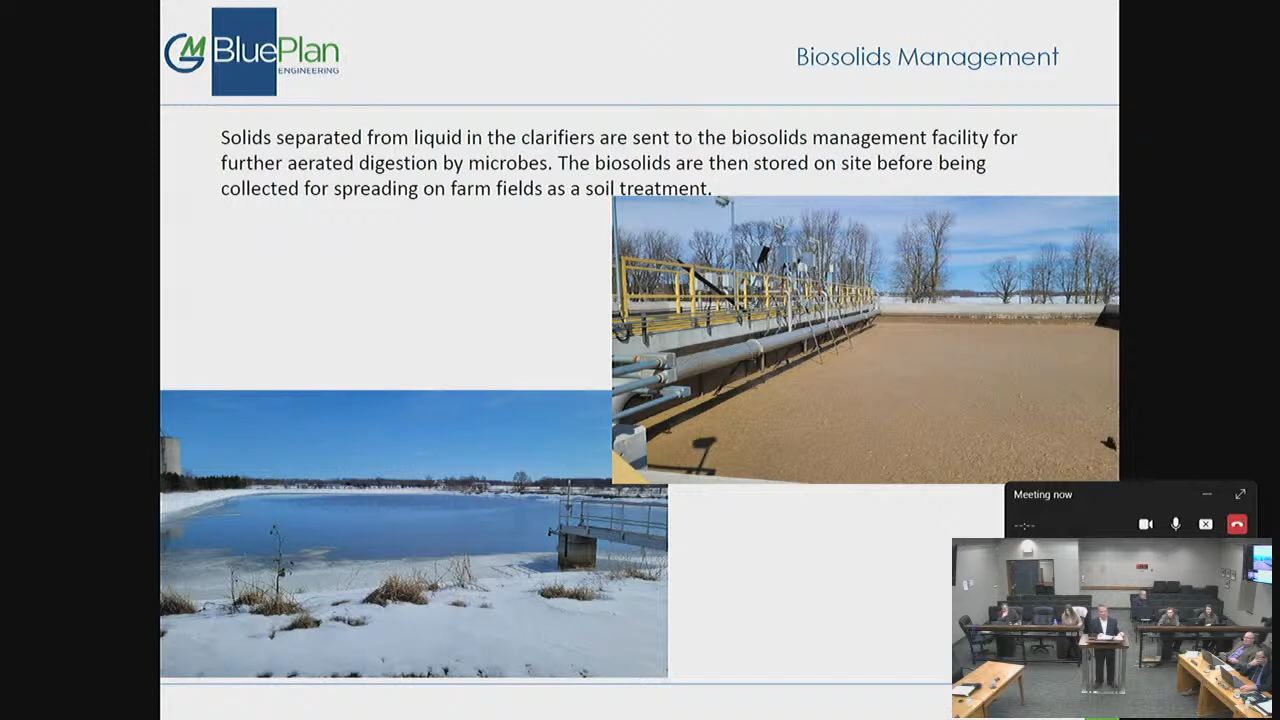 GM BluePlan
ENGINEERING
Biosolids Management
Solids separated from liquid in the clarifiers are sent to the biosolids management facility for
further aerated digestion by microbes. The biosolids are then stored on site before being
collected for spreading on farm fields as a soil treatment.
Meeting now
--:--